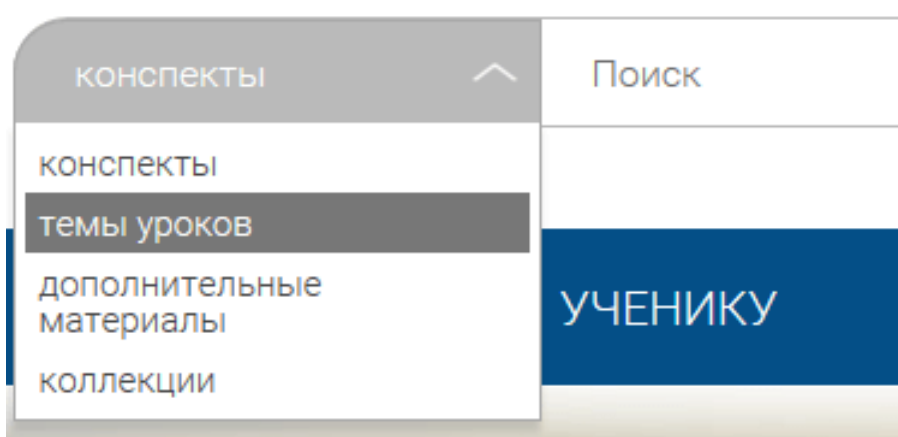 конспекты
Поиск
конспекты
темы уроков
дополнительные
материалы
коллекции
УЧЕНИКУ